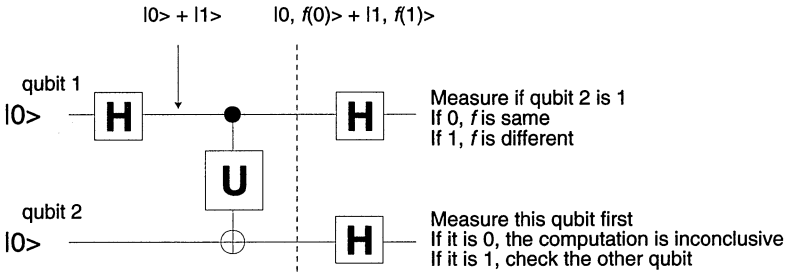 |0> + |1>
|0, f(0)> + |1, f(1)>
qubit 1
|0>
H
H
Measure if qubit 2 is 1
If 0, f is same
If 1, f is different
U
qubit 2
|0>
H
Measure this qubit first
If it is 0, the computation is inconclusive
If it is 1, check the other qubit